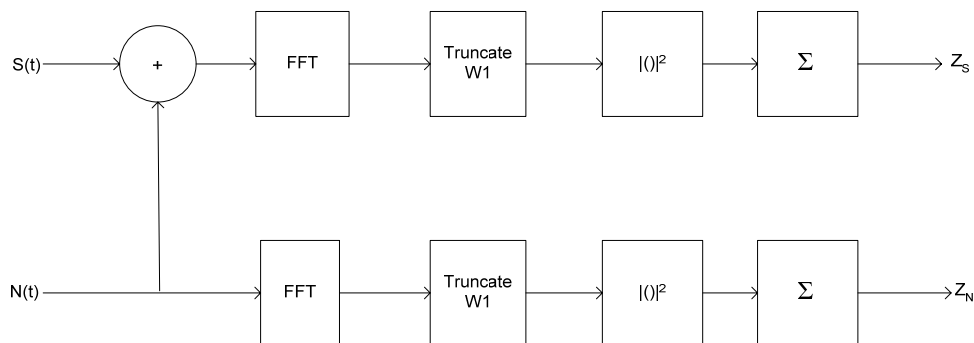 S(t)
+
FFT
Truncate
W1
|()|²
Σ
Z_S
N(t)
FFT
Truncate
W1
|()|²
Σ
Z_N